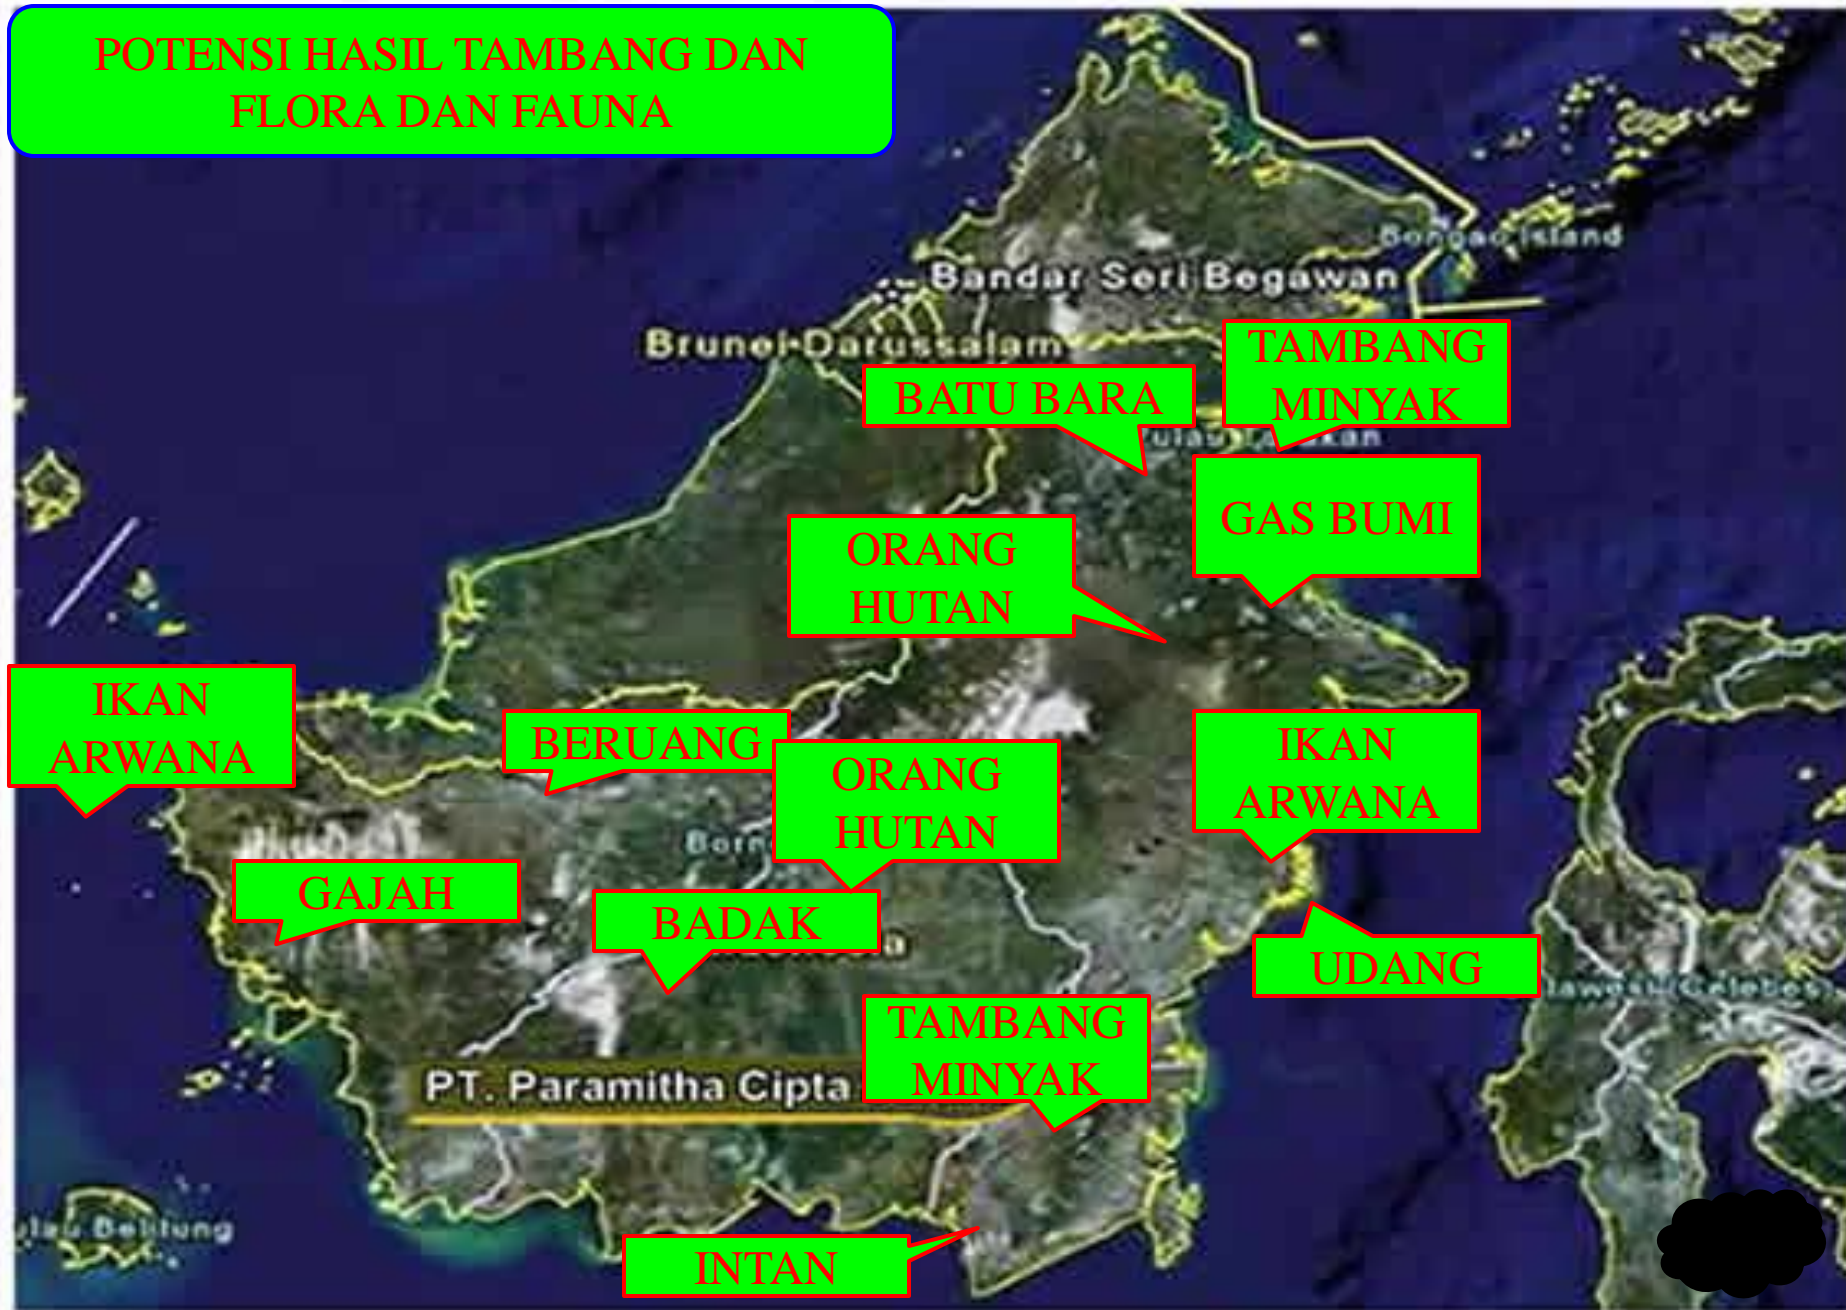 POTENSI HASIL TAMBANG DAN
FLORA DAN FAUNA
Bongao Island
Bandar Seri Begawan
Brunei Darussalam
TAMBANG
MINYAK
BATU BARA
GAS BUMI
ORANG
HUTAN
IKAN
ARWANA
BERUANG
ORANG
HUTAN
IKAN
ARWANA
GAJAH
BADAK
UDANG
(Celebes)
TAMBANG
MINYAK
PT. Paramitha Cipta
Belitung
INTAN